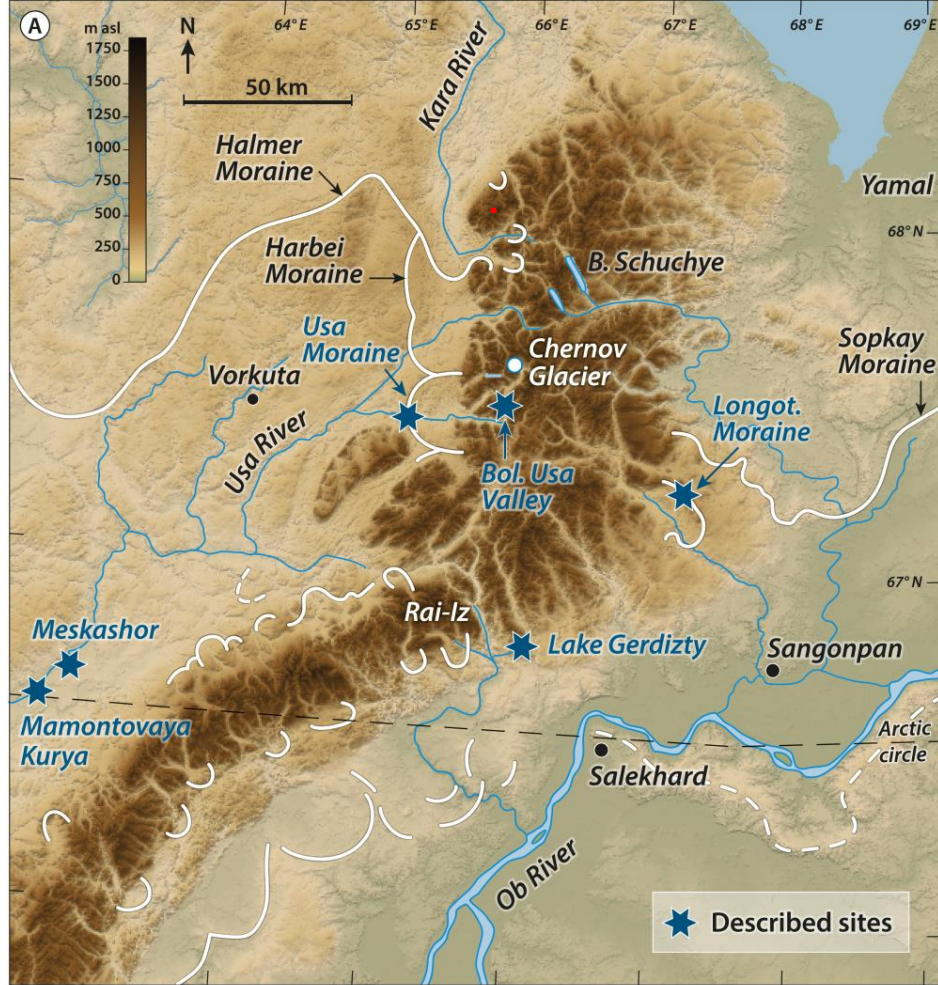 A
m asl
1750
1500
1250
1000
750
500
250
0
N
50 km
64° E
65° E
66° E
67° E
68° E
69° E
Kara River
Halmer
Moraine
Yamal
68° N
Harbei
Moraine
B. Schuchye
Usa
Moraine
Chernov
Glacier
Sopkay
Moraine
Vorkuta
Longot.
Moraine
Usa River
Bol. Usa
Valley
67° N
Rai-Iz
Meskashor
Lake Gerdizty
Sangonpan
Mamontovaya
Kurya
Arctic
circle
Salekhard
Ob River
Described sites